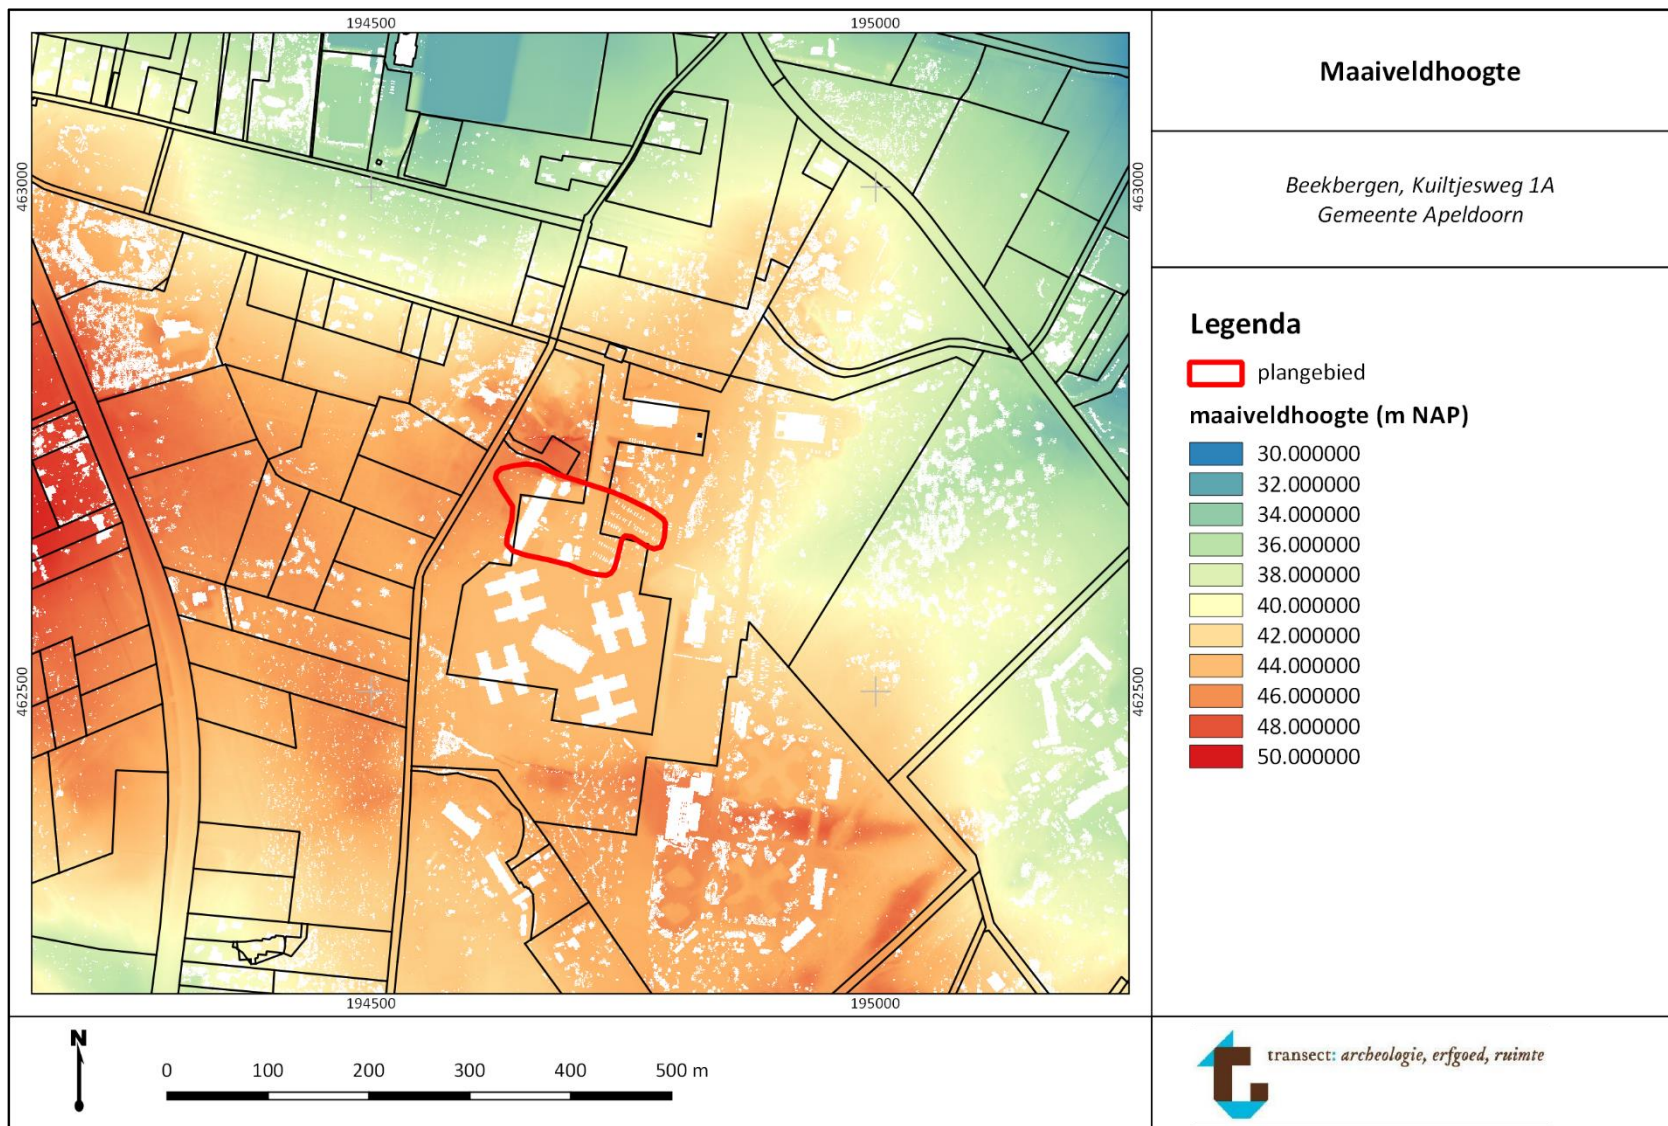 194500
195000
463000
463000
462500
462500
194500
195000
Maaiveldhoogte
Beekbergen, Kuiltjesweg 1A
Gemeente Apeldoorn
Legenda
plangebied
maaiveldhoogte (m NAP)
30.000000
32.000000
34.000000
36.000000
38.000000
40.000000
42.000000
44.000000
46.000000
48.000000
50.000000
N
0 100 200 300 400 500 m
transect: archeologie, erfgoed, ruimte